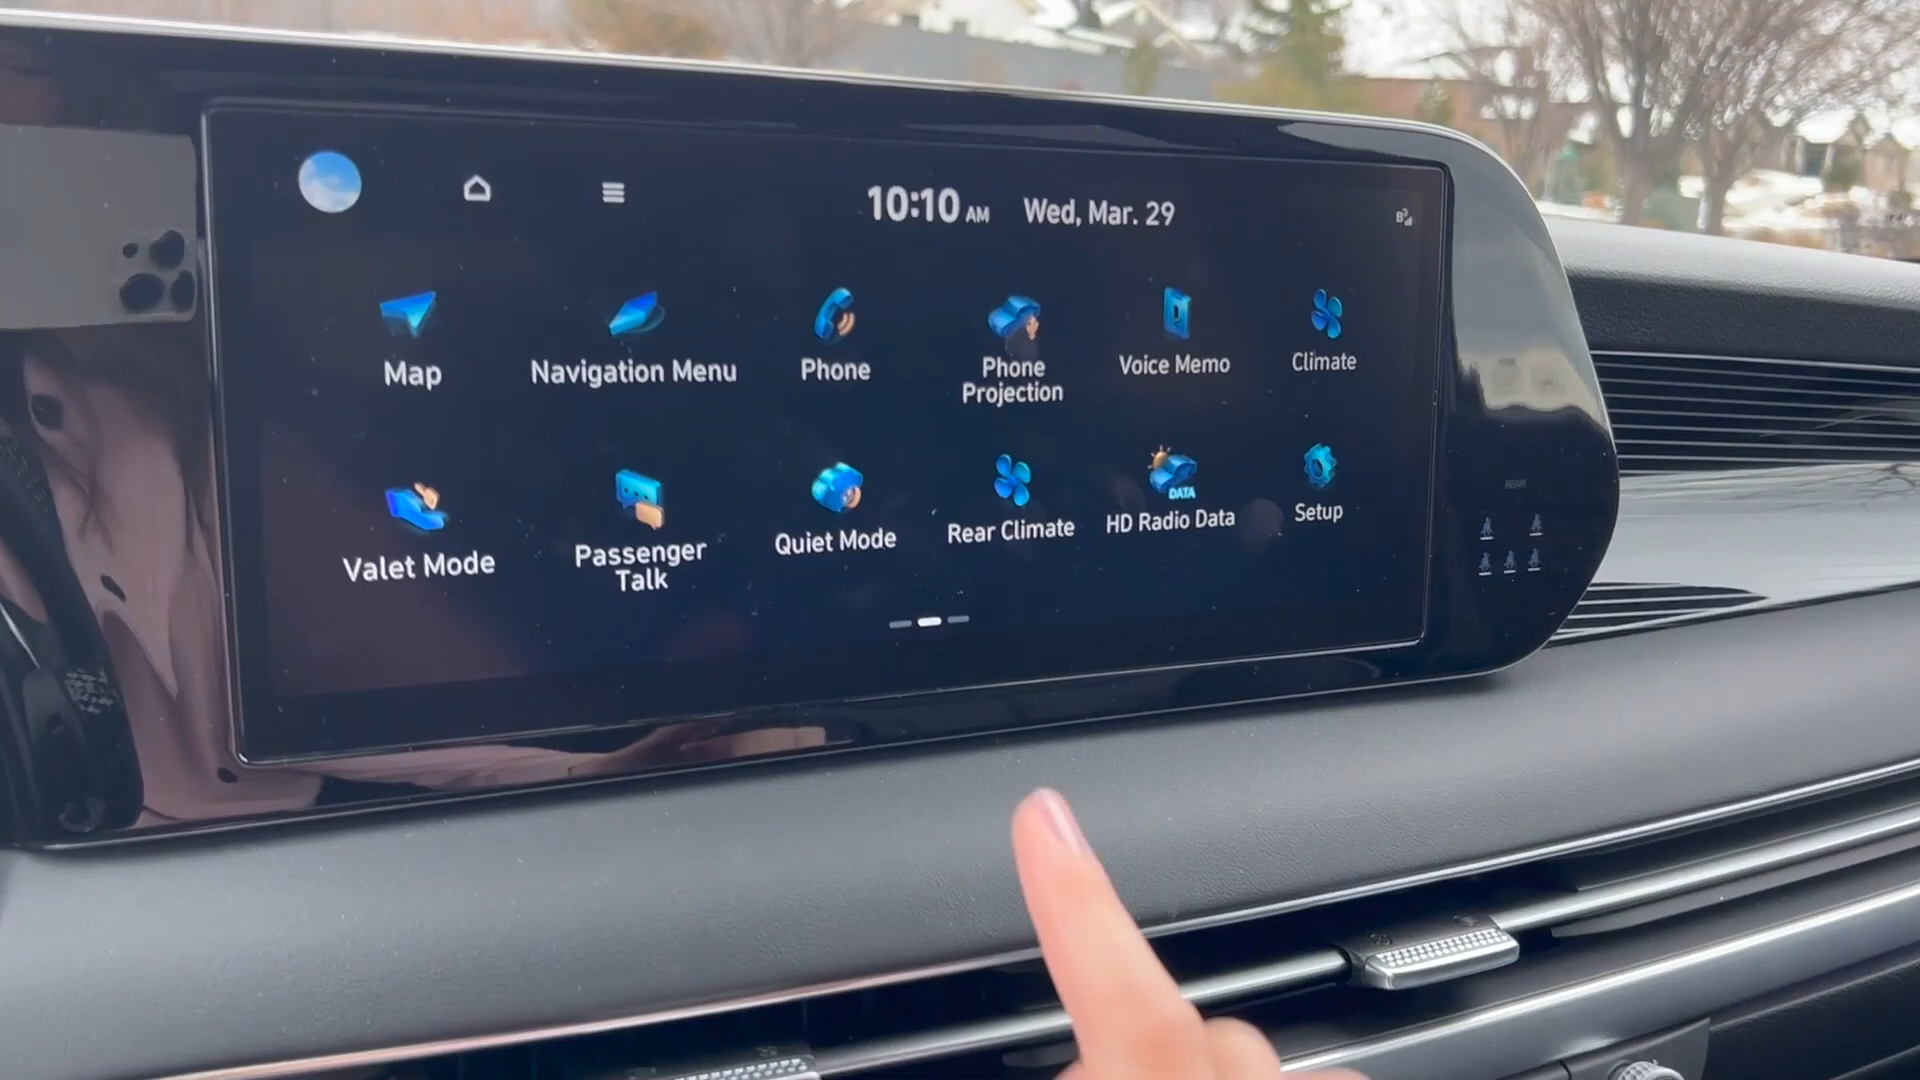 10:10 AM Wed, Mar. 29
Map
Navigation Menu
Phone
Phone
Projection
Voice Memo
Climate
Valet Mode
Passenger
Talk
Quiet Mode
Rear Climate
DATA
HD Radio Data
Setup
REAR